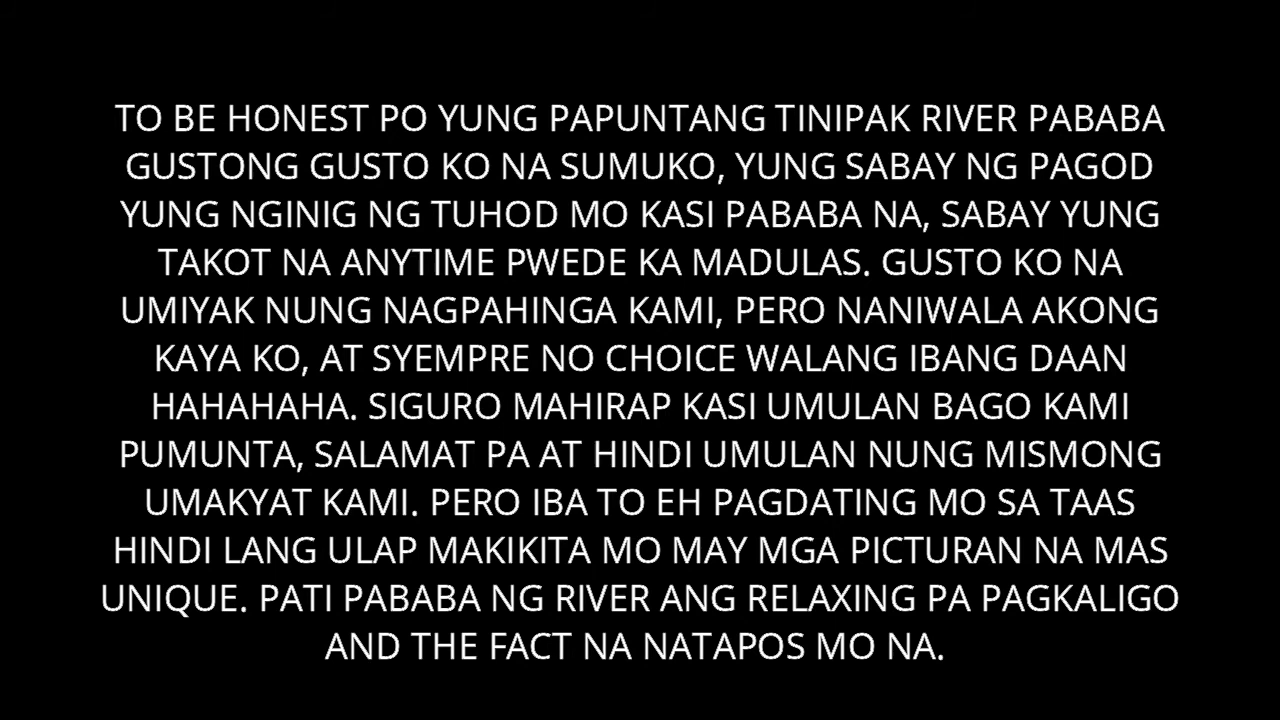 TO BE HONEST PO YUNG PAPUNTANG TINIPAK RIVER PABABA
GUSTONG GUSTO KO NA SUMUKO, YUNG SABAY NG PAGOD
YUNG NGINIG NG TUHOD MO KASI PABABA NA, SABAY YUNG
TAKOT NA ANYTIME PWEDE KA MADULAS. GUSTO KO NA
UMIYAK NUNG NAGPAHINGA KAMI, PERO NANIWALA AKONG
KAYA KO, AT SYEMPRE NO CHOICE WALANG IBANG DAAN
HAHAHAHA. SIGURO MAHIRAP KASI UMULAN BAGO KAMI
PUMUNTA, SALAMAT PA AT HINDI UMULAN NUNG MISMONG
UMAKYAT KAMI. PERO IBA TO EH PAGDATING MO SA TAAS
HINDI LANG ULAP MAKIKITA MO MAY MGA PICTURAN NA MAS
UNIQUE. PATI PABABA NG RIVER ANG RELAXING PA PAGKALIGO
AND THE FACT NA NATAPOS MO NA.